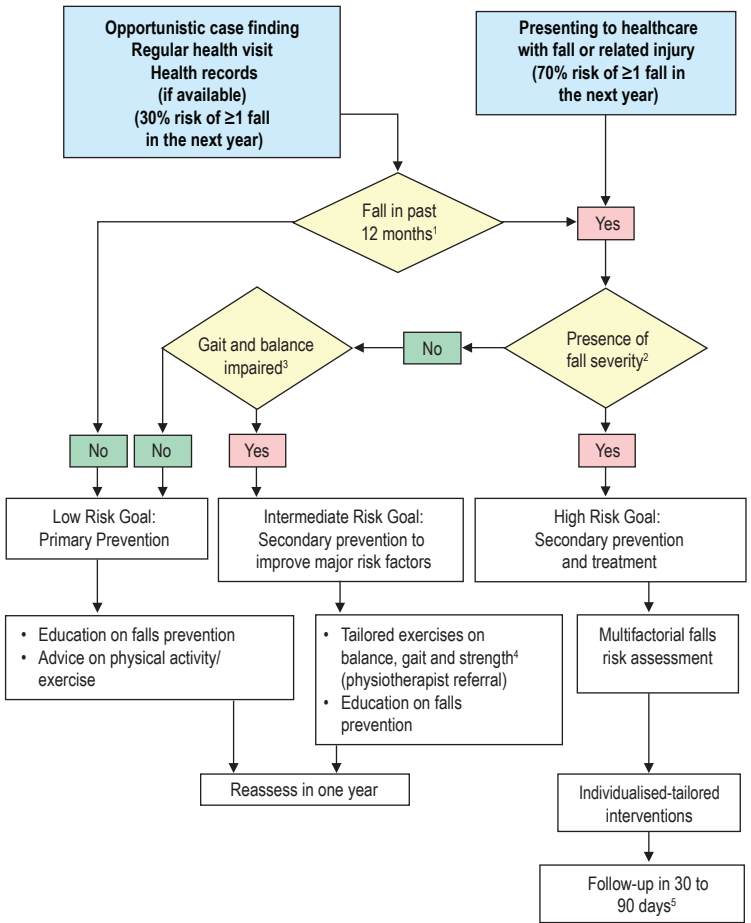 Opportunistic case finding
Regular health visit
Health records
(if available)
(30% risk of ≥1 fall
in the next year)
Presenting to healthcare
with fall or related injury
(70% risk of ≥1 fall in
the next year)
Fall in past
12 months¹
Yes
Gait and balance
impaired³
No
Presence of
fall severity²
No
No
Yes
Yes
Low Risk Goal:
Primary Prevention
Intermediate Risk Goal:
Secondary prevention to
improve major risk factors
High Risk Goal:
Secondary prevention
and treatment
• Education on falls prevention
• Advice on physical activity/
exercise
• Tailored exercises on
balance, gait and strength⁴
(physiotherapist referral)
• Education on falls
prevention
Multifactorial falls
risk assessment
Reassess in one year
Individualised-tailored
interventions
Follow-up in 30 to
90 days⁵